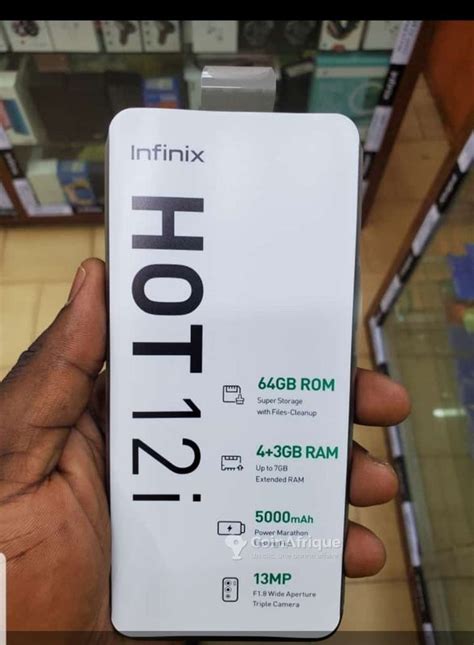 Infinix
HOT 12i
64GB ROM
Super Storage
with Files-Cleanup
4+3GB RAM
Up to 7GB
Extended RAM
5000mAh
Power Marathon
CoinAfrique
13MP
F1.8 Wide Aperture
Triple Camera